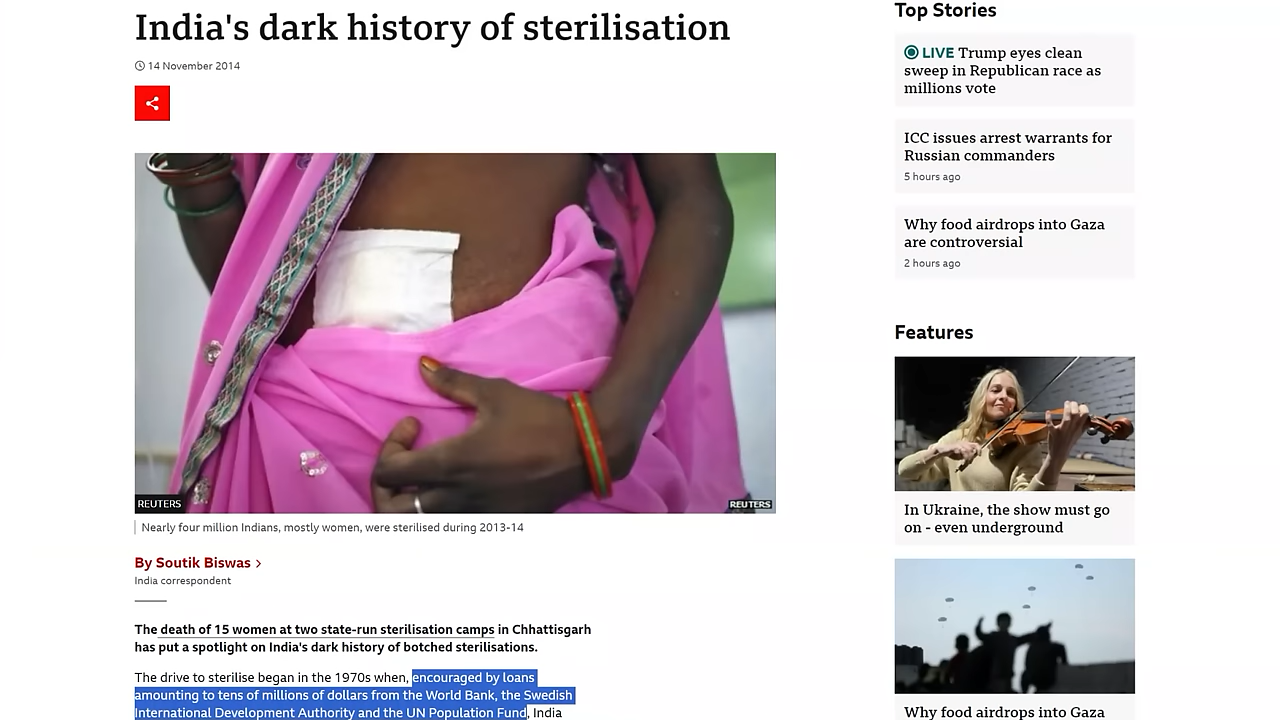 India's dark history of sterilisation
14 November 2014
REUTERS
REUTERS
Nearly four million Indians, mostly women, were sterilised during 2013-14
By Soutik Biswas
India correspondent
The death of 15 women at two state-run sterilisation camps in Chhattisgarh
has put a spotlight on India's dark history of botched sterilisations.
The drive to sterilise began in the 1970s when, encouraged by loans
amounting to tens of millions of dollars from the World Bank, the Swedish
International Development Authority and the UN Population Fund, India
Top Stories
LIVE Trump eyes clean
sweep in Republican race as
millions vote
ICC issues arrest warrants for
Russian commanders
5 hours ago
Why food airdrops into Gaza
are controversial
2 hours ago
Features
In Ukraine, the show must go
on - even underground
Why food airdrops into Gaza